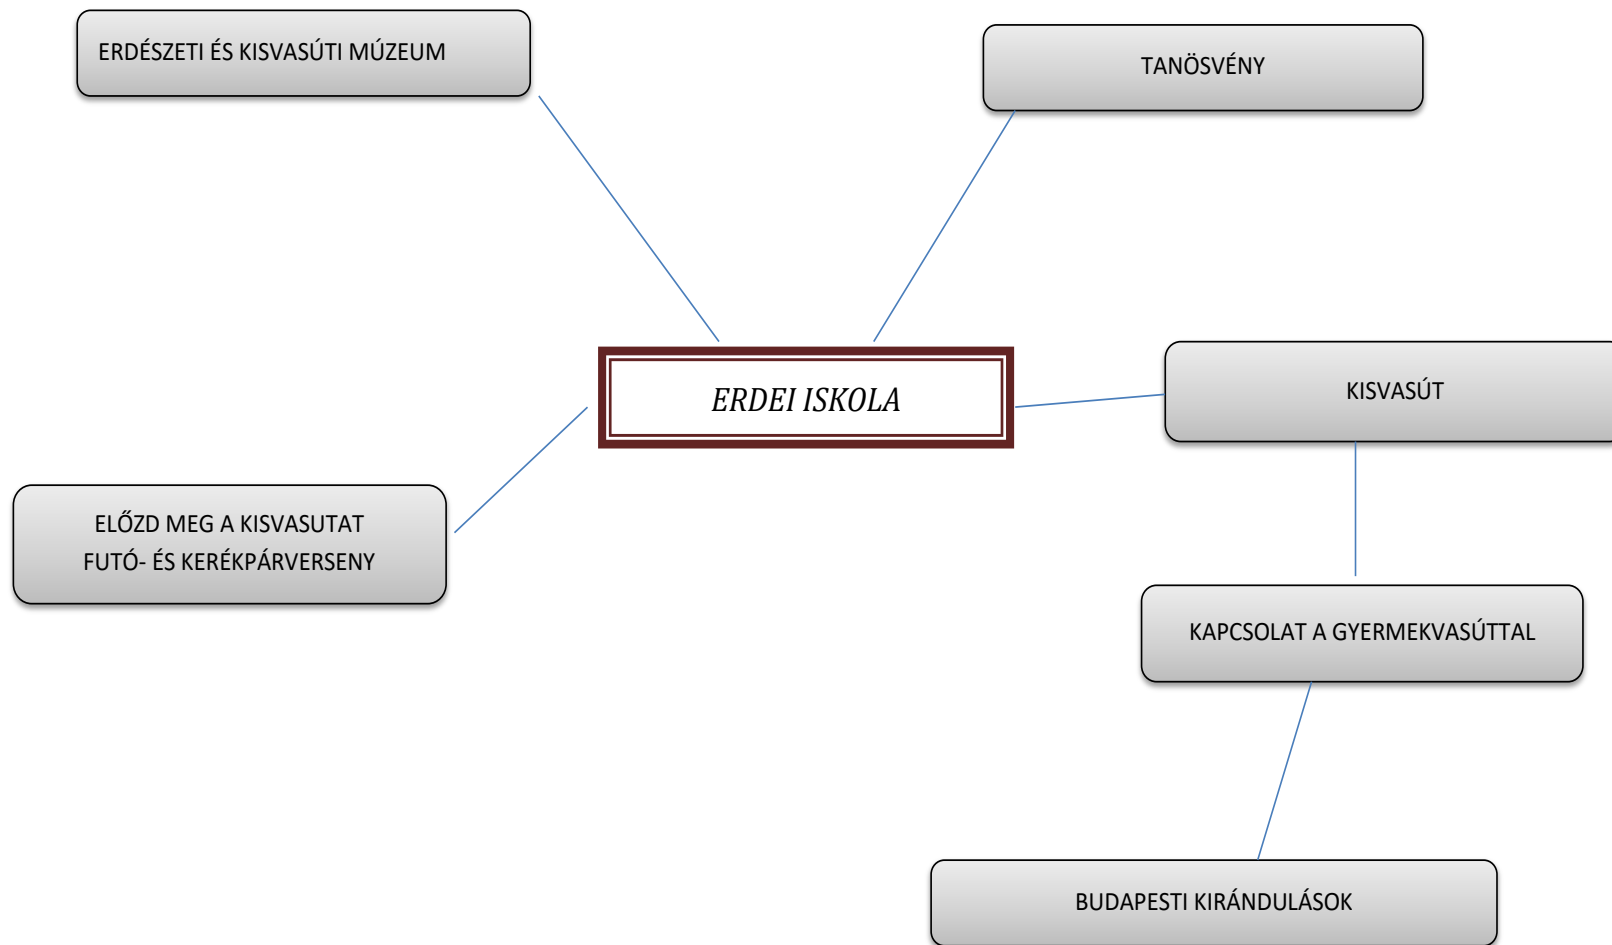 ERDÉSZETI ÉS KISVASÚTI MÚZEUM
TANÖSVÉNY
ERDEI ISKOLA
KISVASÚT
ELŐZD MEG A KISVASUTAT
FUTÓ- ÉS KERÉKPÁRVERSENY
KAPCSOLAT A GYERMEKVASÚTTAL
BUDAPESTI KIRÁNDULÁSOK